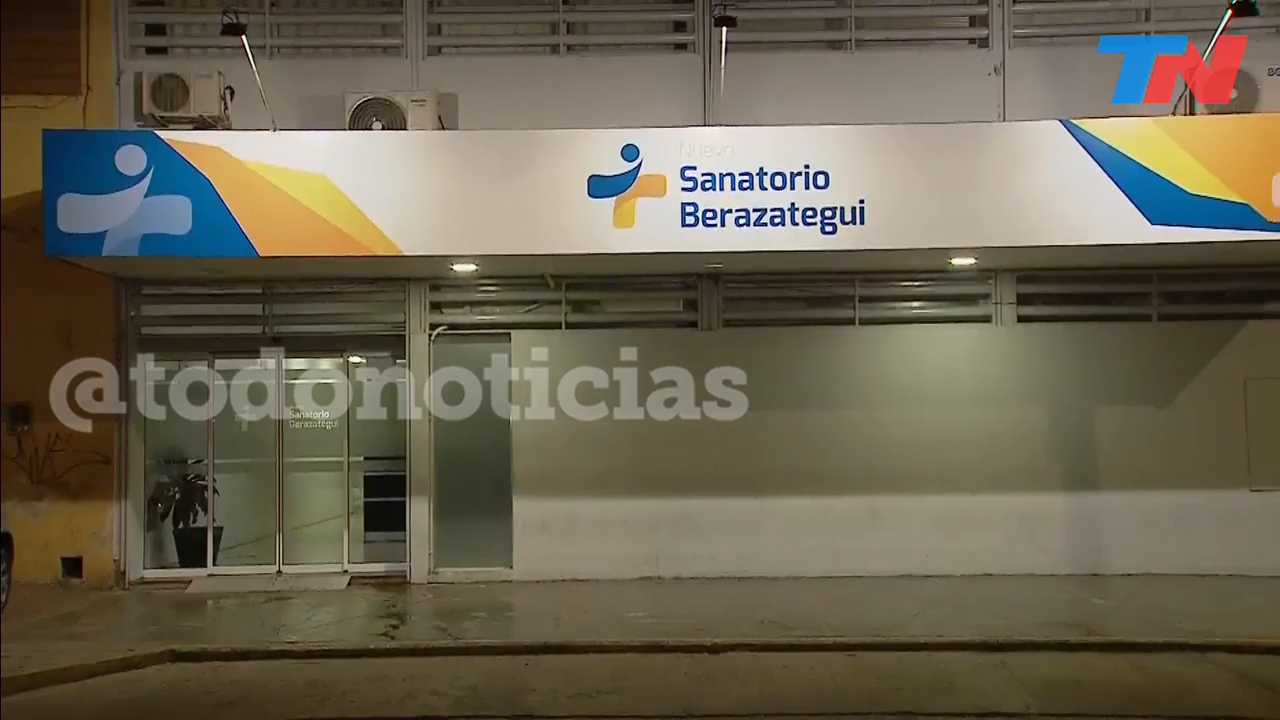 TN
Nuevo
Sanatorio
Berazategui
@todonoticias
Sanatorio
Berazategui